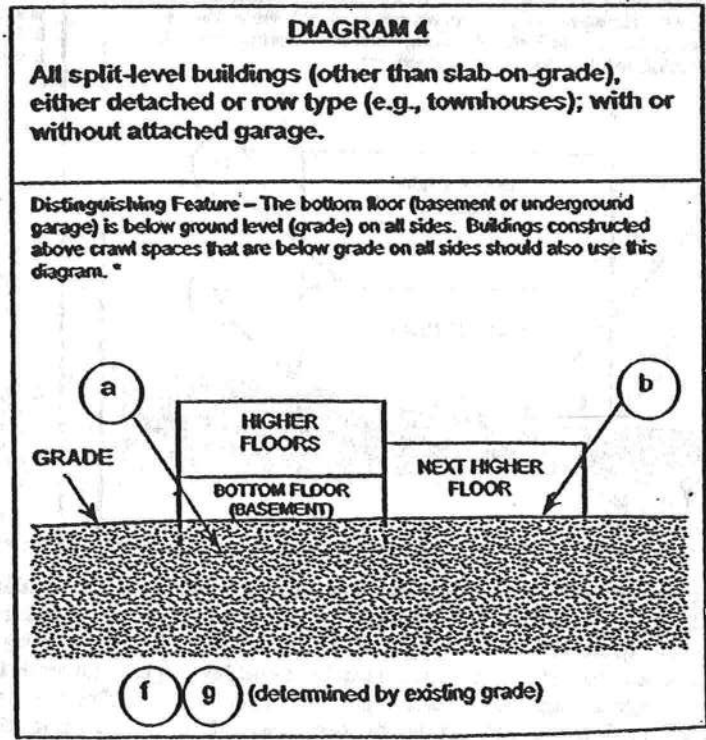 DIAGRAM 4
All split-level buildings (other than slab-on-grade),
either detached or row type (e.g., townhouses); with or
without attached garage.
Distinguishing Feature – The bottom floor (basement or underground
garage) is below ground level (grade) on all sides. Buildings constructed
above crawl spaces that are below grade on all sides should also use this
diagram. *
a
b
HIGHER
FLOORS
GRADE
NEXT HIGHER
FLOOR
BOTTOM FLOOR
(BASEMENT)
f g (determined by existing grade)